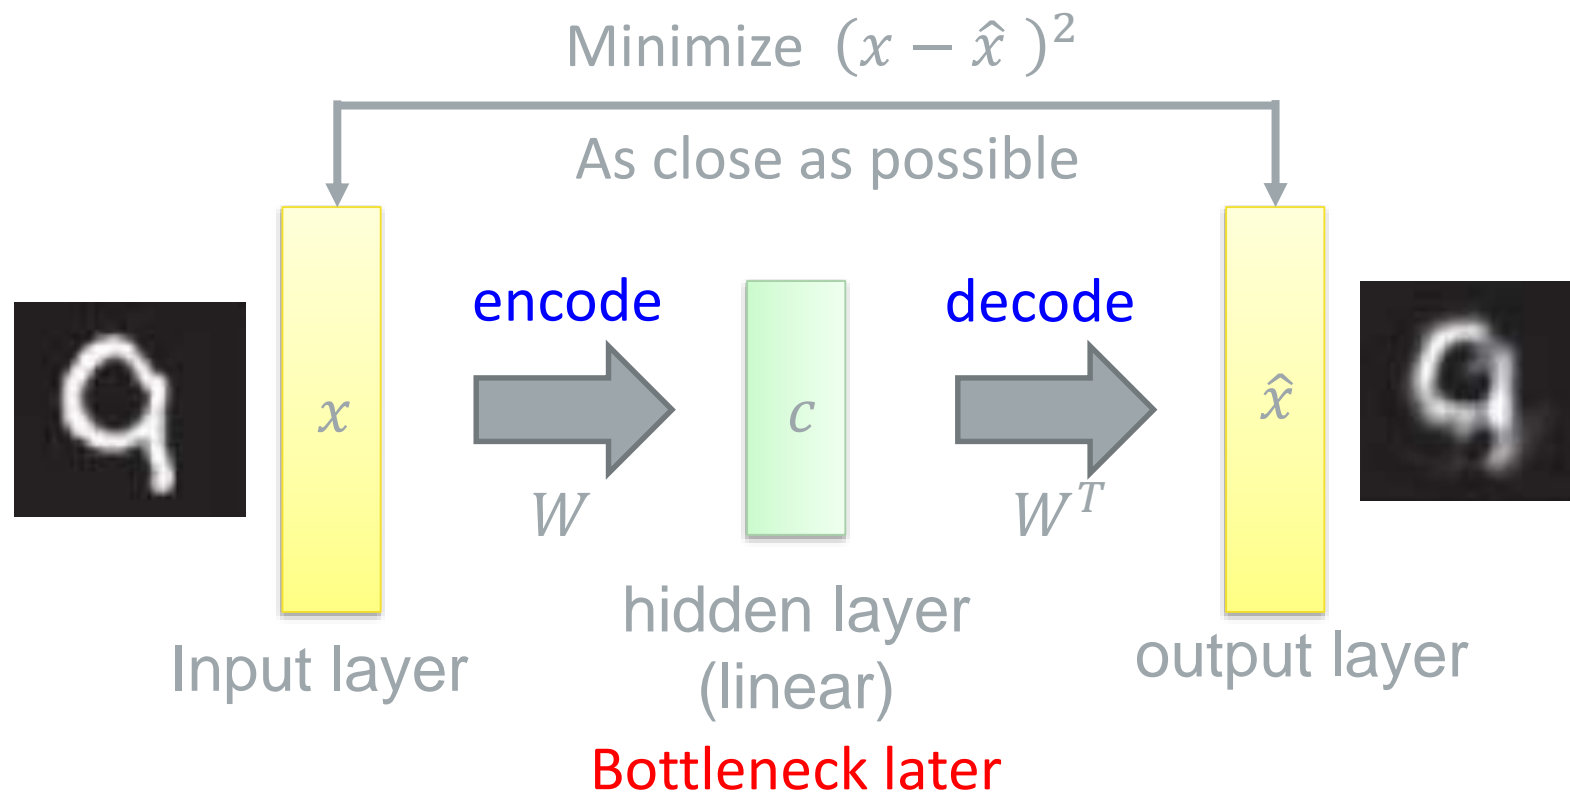 Minimize (x − x̂ )²
As close as possible
encode
decode
x
c
x̂
W
Wᵀ
Input layer
hidden layer
(linear)
output layer
Bottleneck later